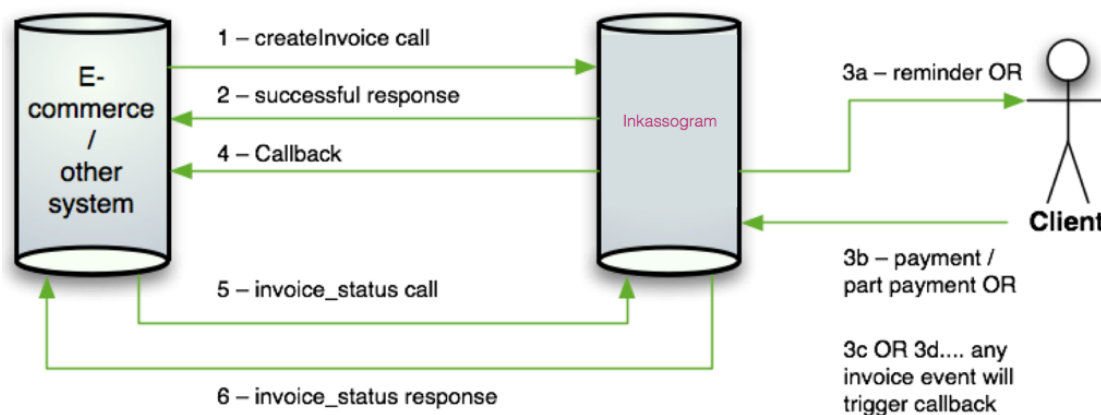 1 – createInvoice call
2 – successful response
4 – Callback
E-
commerce
/
other
system
Inkassogram
3a – reminder OR
Client
3b – payment /
part payment OR
3c OR 3d.... any
invoice event will
trigger callback
5 – invoice_status call
6 – invoice_status response